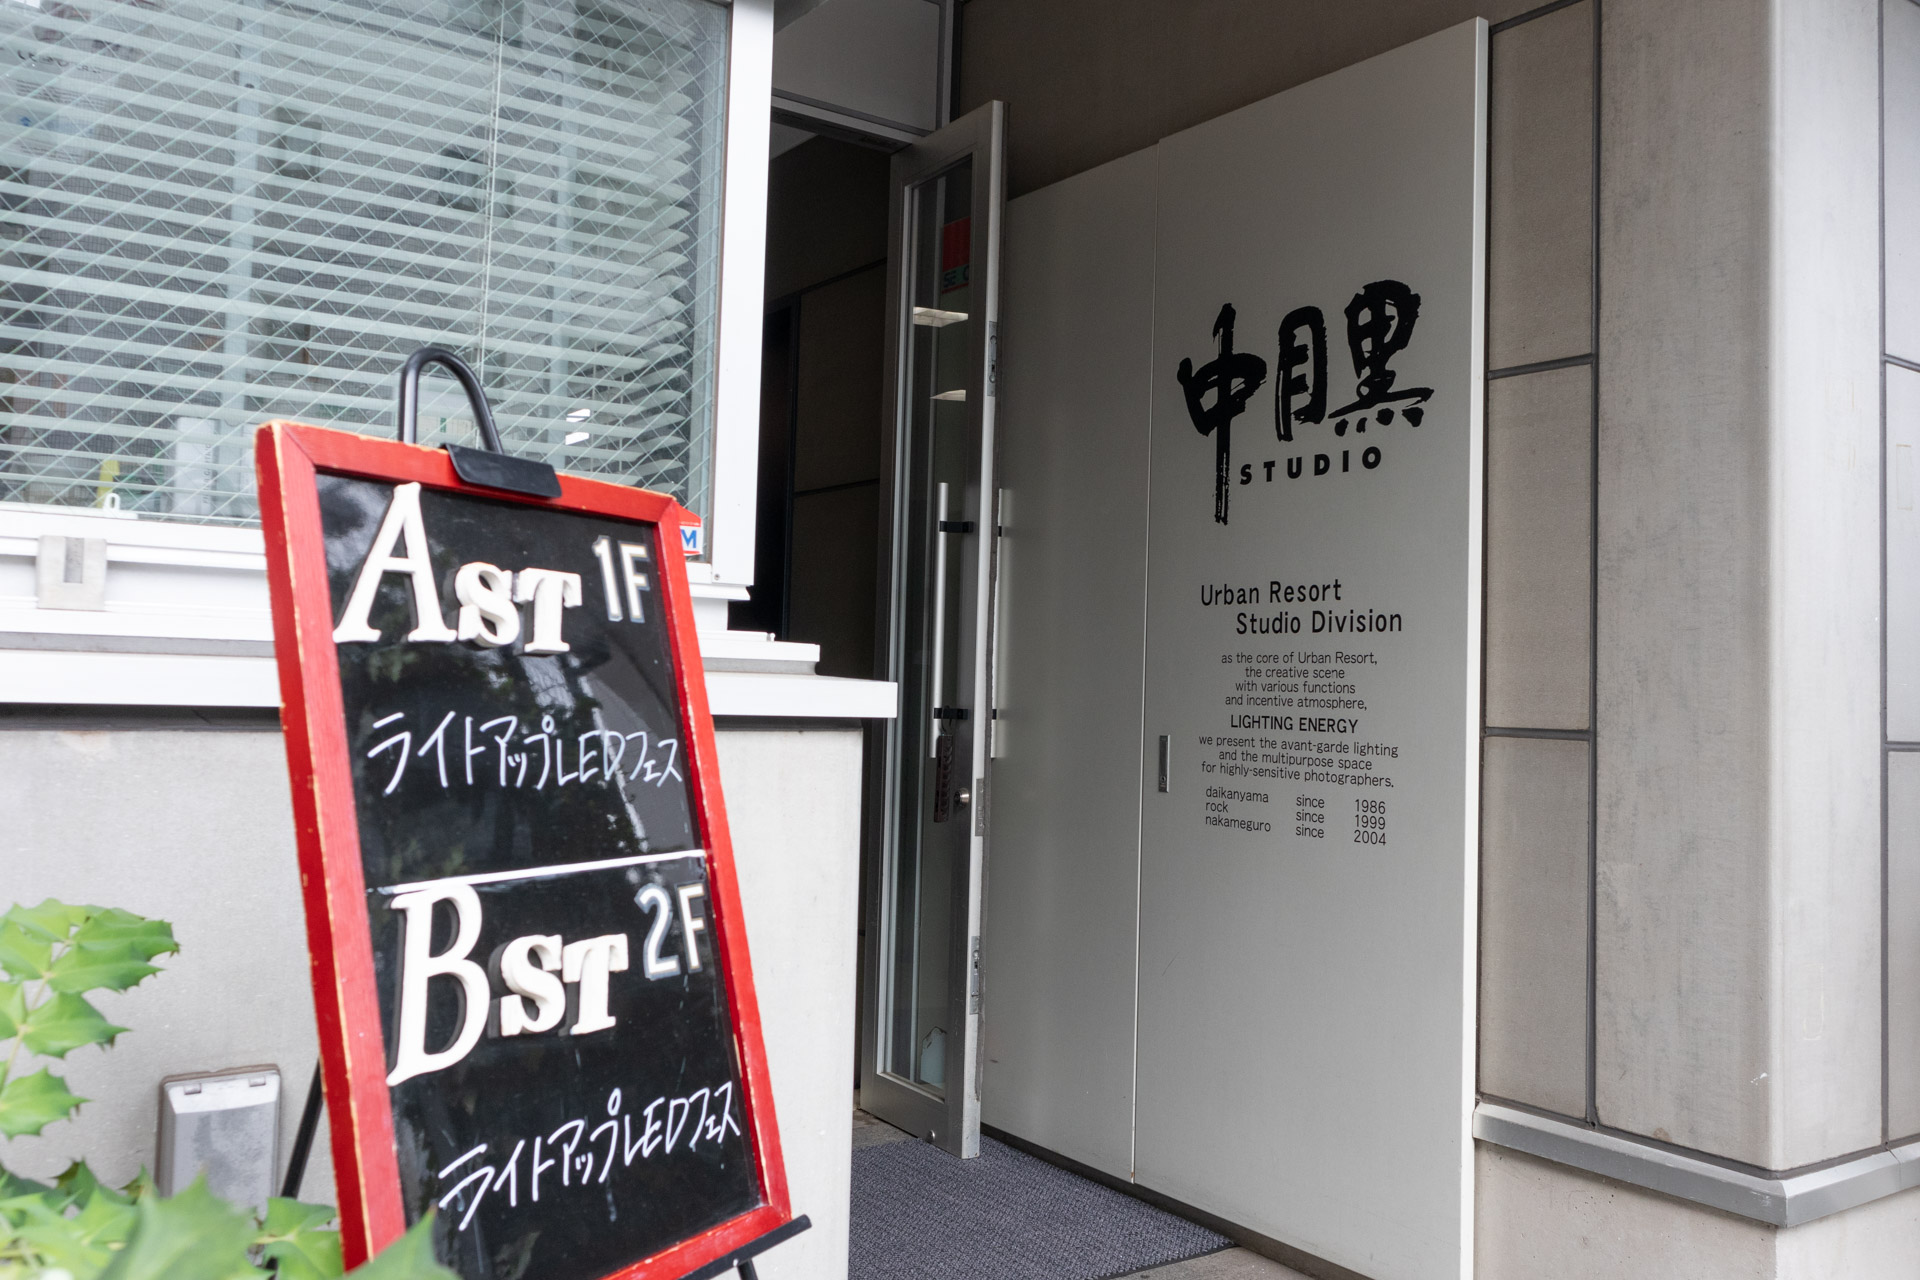 AST 1F
ライトアップLEDフェス
BST 2F
ライトアップLEDフェス
中目黒
STUDIO
Urban Resort
Studio Division
as the core of Urban Resort,
the creative scene
with various functions
and incentive atmosphere,
LIGHTING ENERGY
we present the avant-garde lighting
and the multipurpose space
for highly-sensitive photographers.
daikanyama since 1986
rock since 1999
nakameguro since 2004